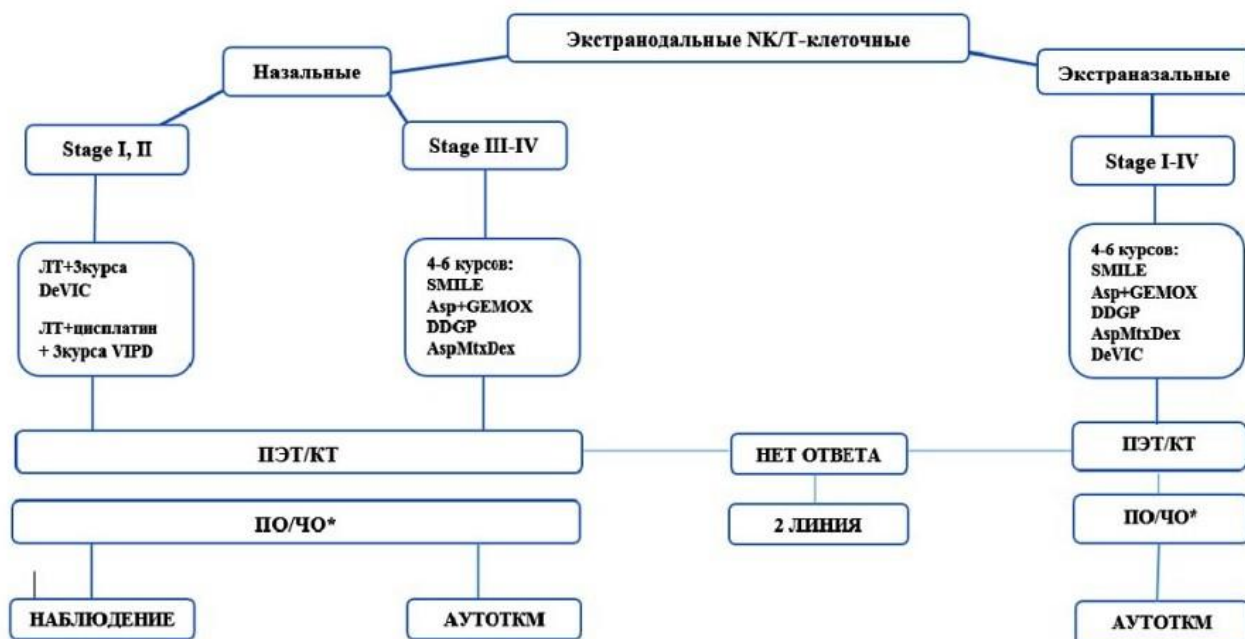 Экстранодальные NK/T-клеточные
Назальные
Экстраназальные
Stage I, II
Stage III-IV
Stage I-IV
ЛТ+3курса
DeVIC
ЛТ+цисплатин
+ 3курса VIPD
4-6 курсов:
SMILE
Asp+GEMOX
DDGP
AspMtxDex
4-6 курсов:
SMILE
Asp+GEMOX
DDGP
AspMtxDex
DeVIC
ПЭТ/КТ
НЕТ ОТВЕТА
ПЭТ/КТ
ПО/ЧО*
2 ЛИНИЯ
ПО/ЧО*
НАБЛЮДЕНИЕ
АУТОТКМ
АУТОТКМ